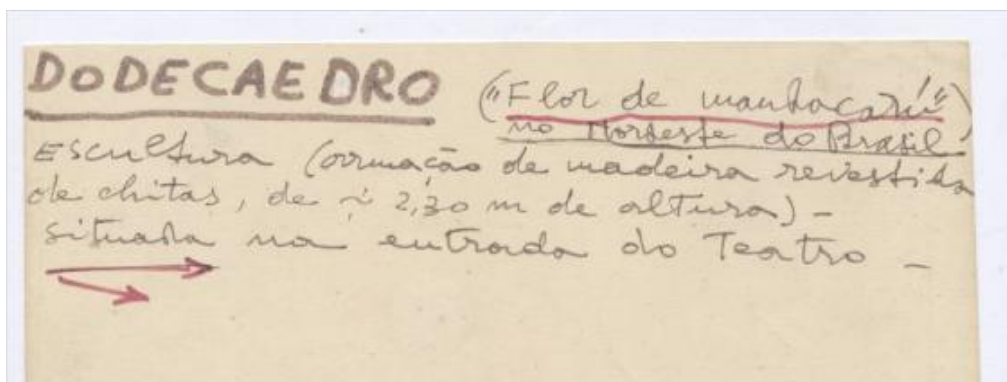 DODECAEDRO ("Flor de mandacarú"
no Nordeste do Brasil)
Escultura (armação de madeira revestida
de chitas, de ~ 2,30 m de altura) -
situada na entrada do Teatro -